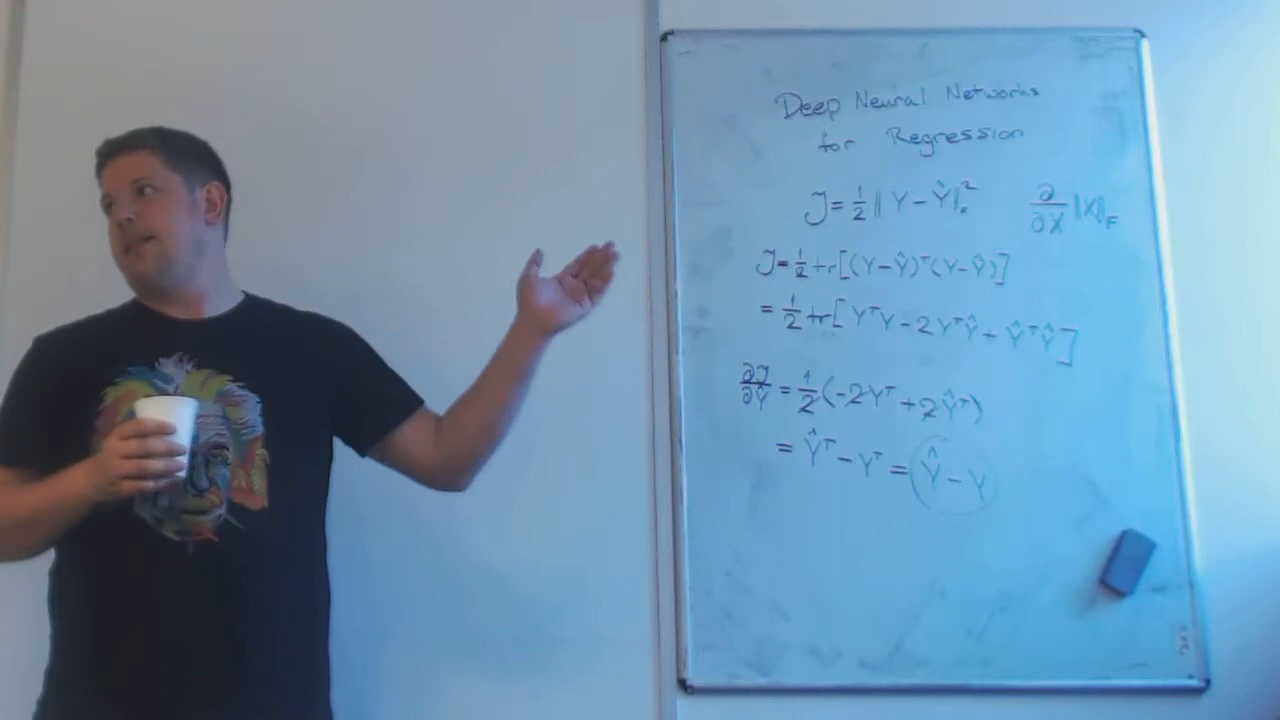 Deep Neural Networks
for Regression
J = ½ ‖Y − Ŷ‖²_F   ∂/∂X ‖X‖_F
J = ½ tr[(Y − Ŷ)ᵀ(Y − Ŷ)]
= ½ tr[YᵀY − 2YᵀŶ + ŶᵀŶ]
∂J/∂Ŷ = ½(−2Yᵀ + 2Ŷᵀ)
= Ŷᵀ − Yᵀ = Ŷ − Y